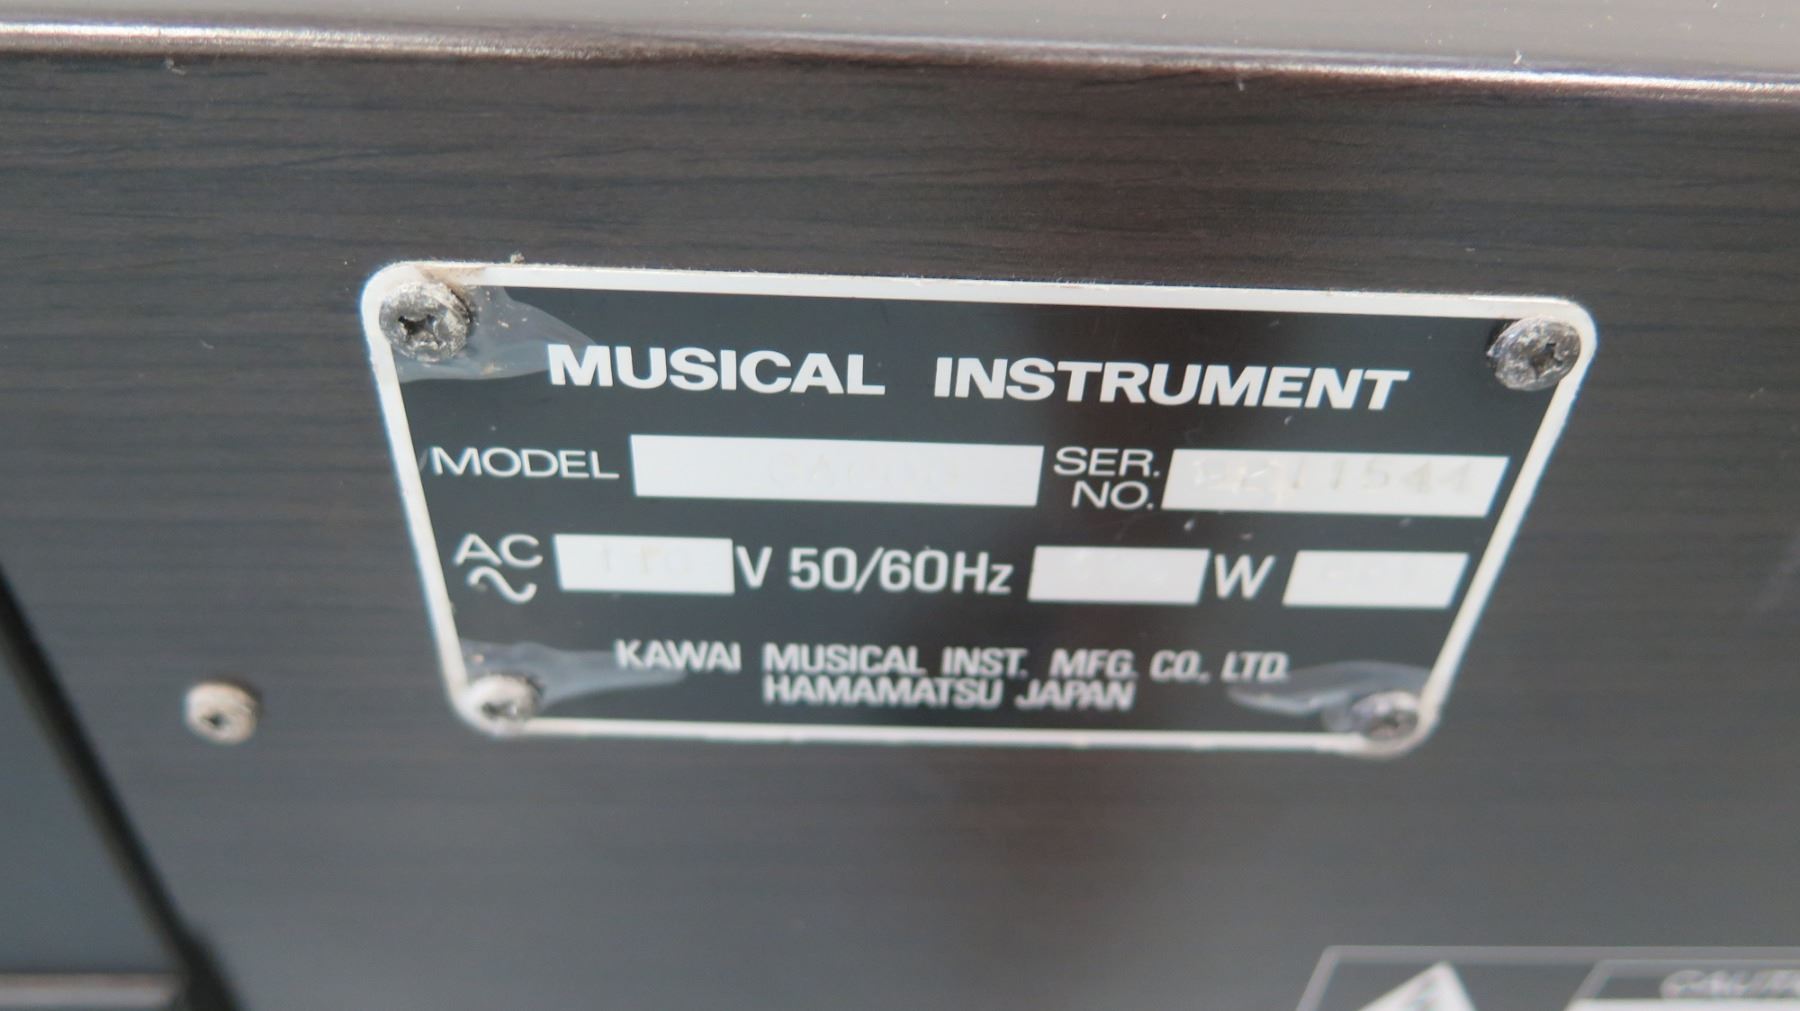 MUSICAL INSTRUMENT
MODEL
SER. NO.
AC V 50/60Hz W
KAWAI MUSICAL INST. MFG. CO., LTD.
HAMAMATSU JAPAN